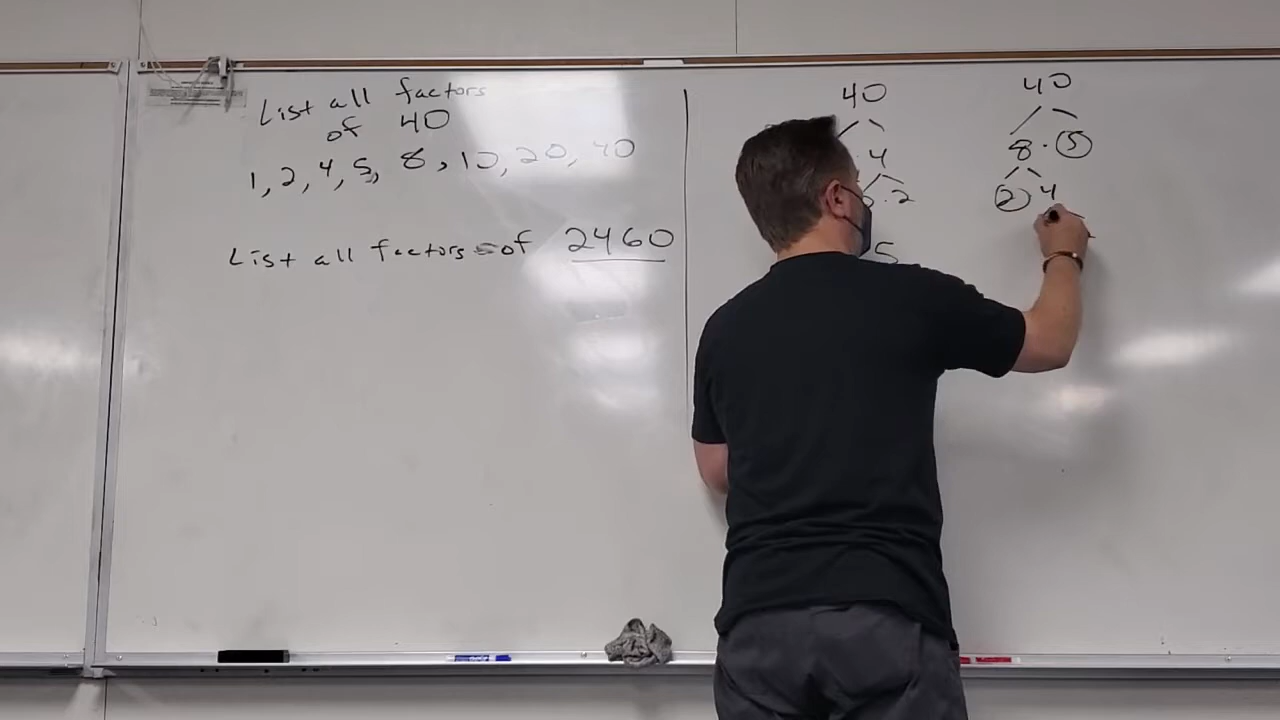 List all factors
of 40
1, 2, 4, 5, 8, 10, 20, 40
List all factors of 2460
40
4
2
5
40
8 · 5
2 4